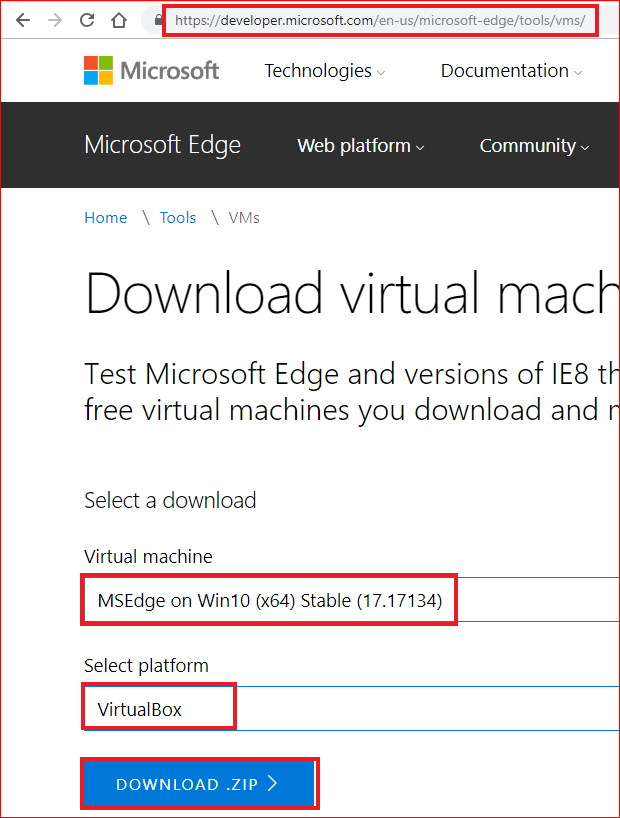 https://developer.microsoft.com/en-us/microsoft-edge/tools/vms/
Microsoft Technologies Documentation
Microsoft Edge Web platform Community
Home \ Tools \ VMs
Download virtual mach
Test Microsoft Edge and versions of IE8 th
free virtual machines you download and m
Select a download
Virtual machine
MSEdge on Win10 (x64) Stable (17.17134)
Select platform
VirtualBox
DOWNLOAD .ZIP >